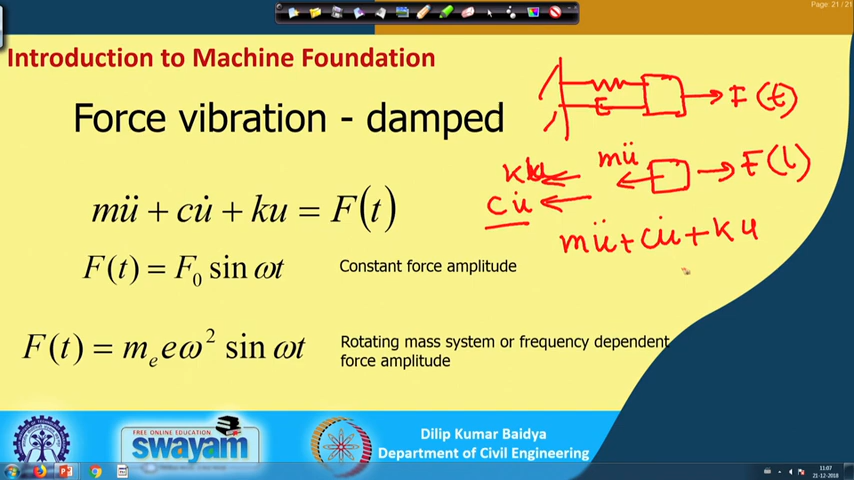 Page: 21 / 21
Introduction to Machine Foundation
Force vibration - damped
mü + cu̇ + ku = F(t)
F(t) = F₀ sin ωt
Constant force amplitude
F(t) = mₑeω² sin ωt
Rotating mass system or frequency dependent
force amplitude
F(t)
mü
F(t)
ku
cu̇
mü+cu̇+ku
FREE ONLINE EDUCATION
swayam
Dilip Kumar Baidya
Department of Civil Engineering
11:07
21-12-2018